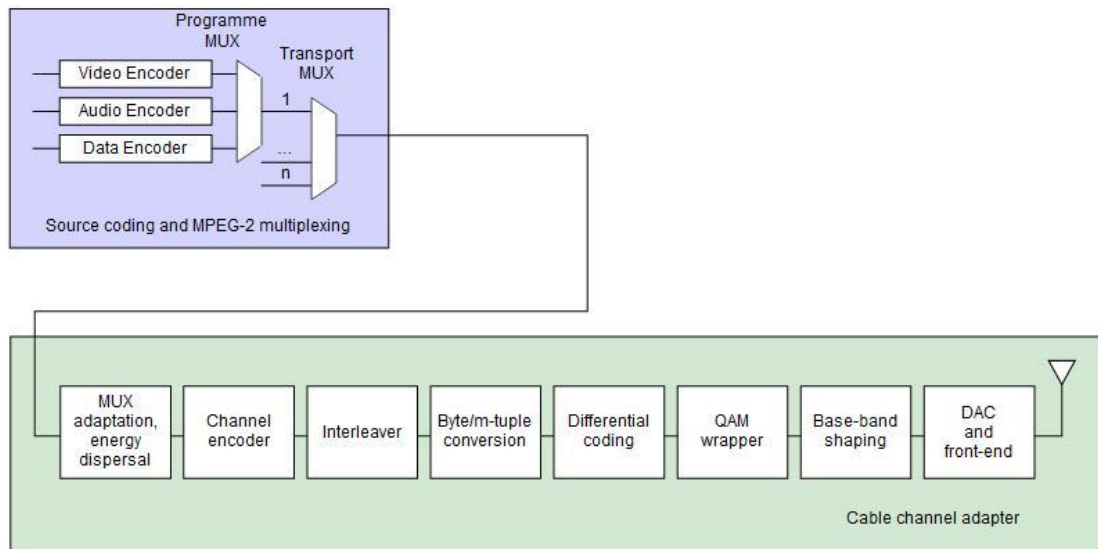 Programme
MUX
Transport
MUX
Video Encoder
1
Audio Encoder
Data Encoder
...
n
Source coding and MPEG-2 multiplexing
MUX
adaptation,
energy
dispersal
Channel
encoder
Interleaver
Byte/m-tuple
conversion
Differential
coding
QAM
wrapper
Base-band
shaping
DAC
and
front-end
Cable channel adapter